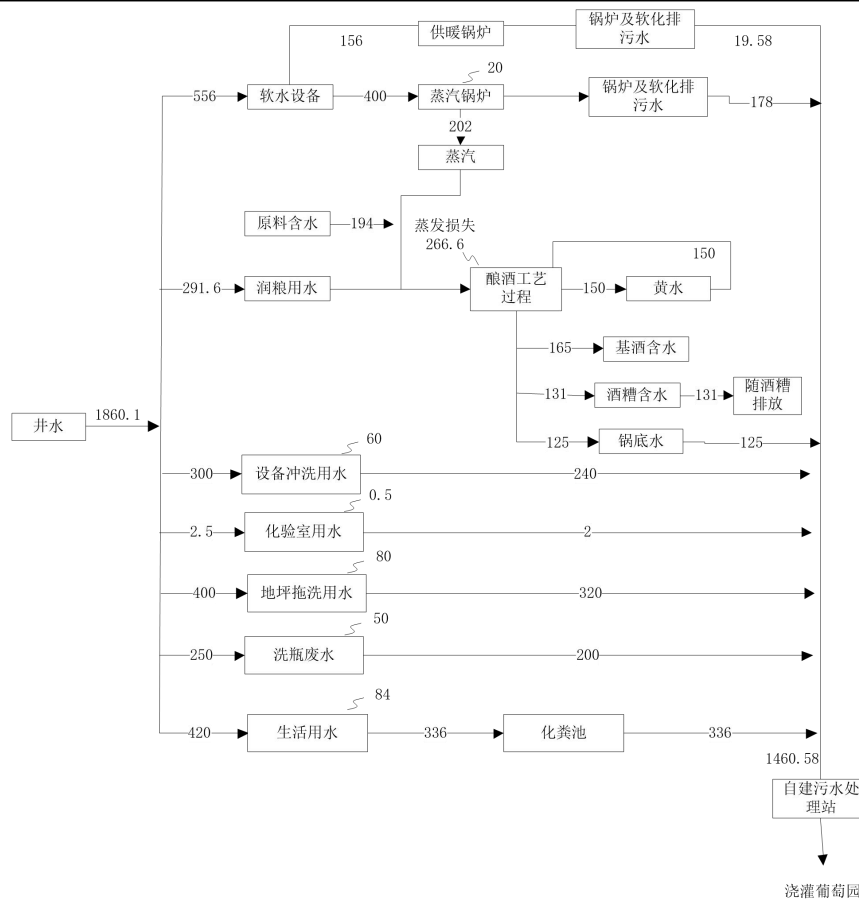 供暖锅炉
锅炉及软化排
污水
156
19.58
20
556
软水设备
400
蒸汽锅炉
锅炉及软化排
污水
178
202
蒸汽
原料含水
194
蒸发损失
266.6
150
291.6
润粮用水
酿酒工艺
过程
150
黄水
165
基酒含水
131
酒糟含水
131
随酒糟
排放
井水
1860.1
125
锅底水
125
60
300
设备冲洗用水
240
0.5
2.5
化验室用水
2
80
400
地坪拖洗用水
320
50
250
洗瓶废水
200
84
420
生活用水
336
化粪池
336
1460.58
自建污水处
理站
浇灌葡萄园